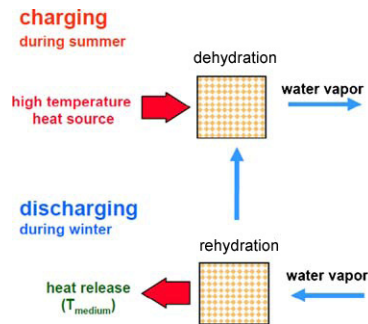 charging
during summer
dehydration
water vapor
high temperature
heat source
discharging
during winter
rehydration
water vapor
heat release
(Tmedium)